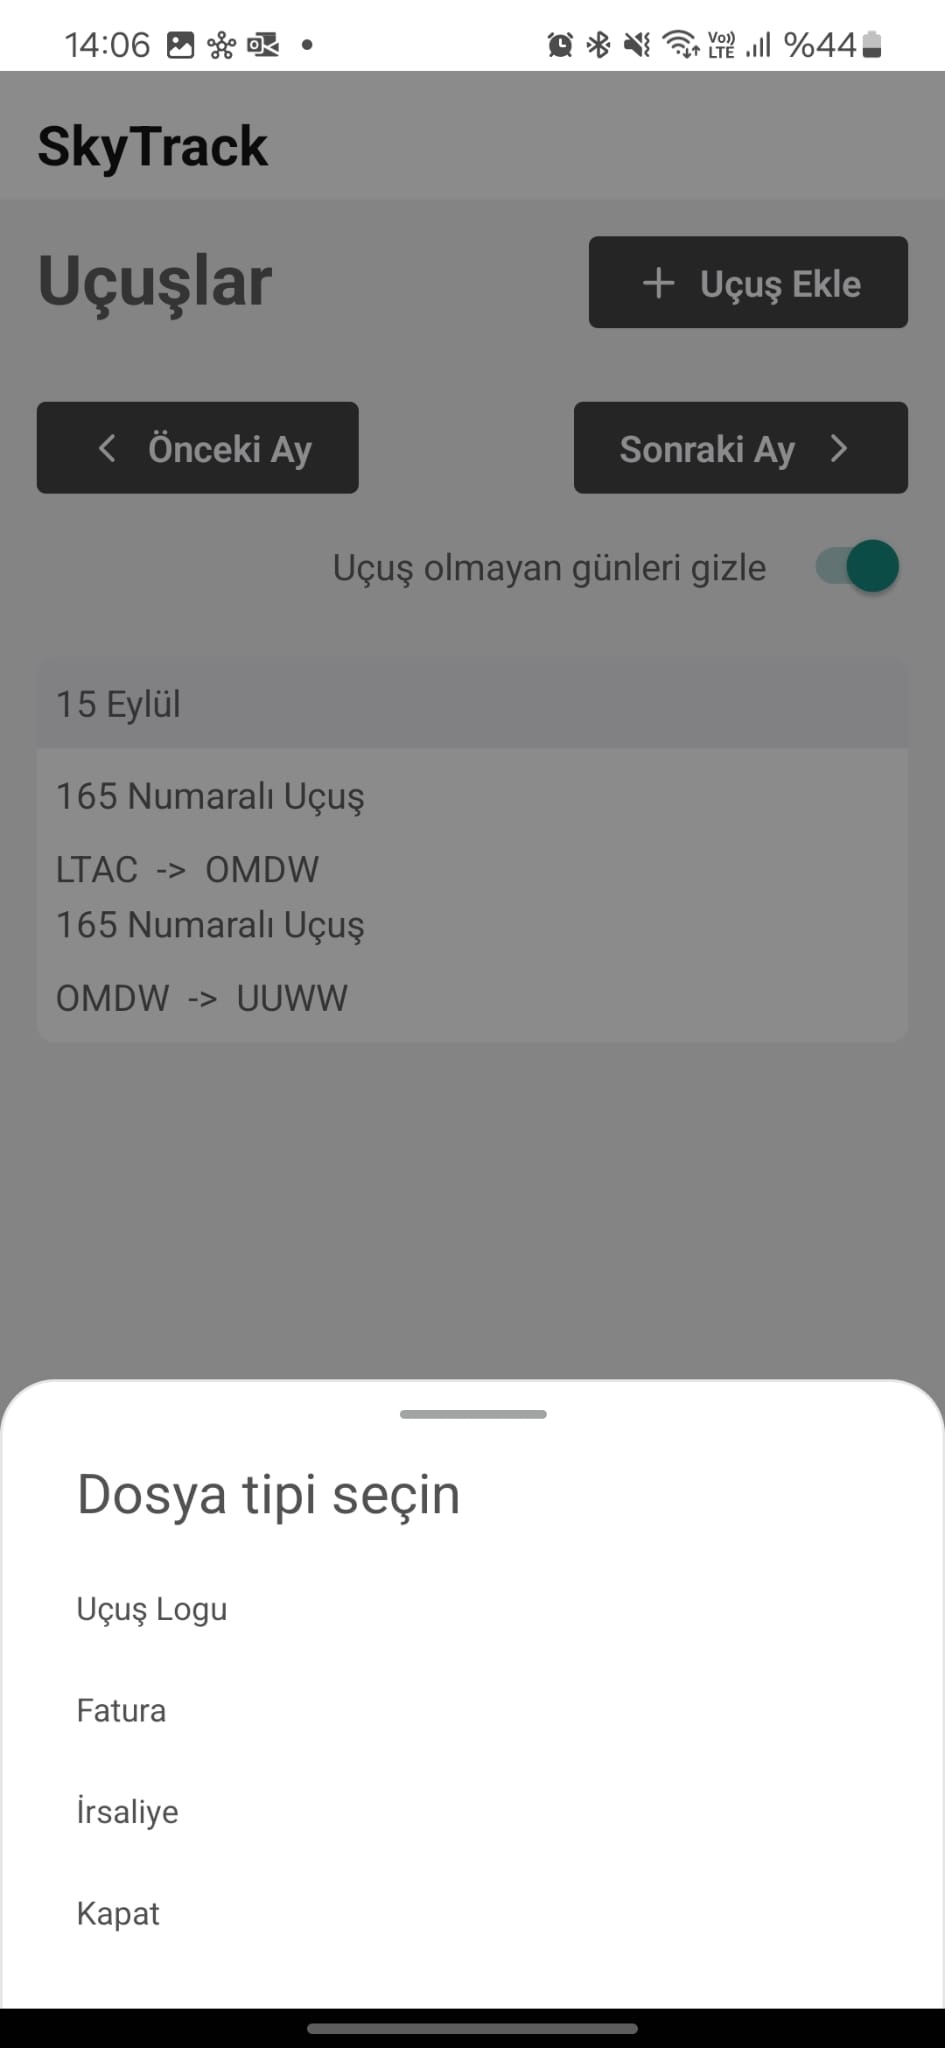 14:06 Vo)) LTE %44
SkyTrack
Uçuşlar
+ Uçuş Ekle
< Önceki Ay
Sonraki Ay >
Uçuş olmayan günleri gizle
15 Eylül
165 Numaralı Uçuş
LTAC -> OMDW
165 Numaralı Uçuş
OMDW -> UUWW
Dosya tipi seçin
Uçuş Logu
Fatura
İrsaliye
Kapat